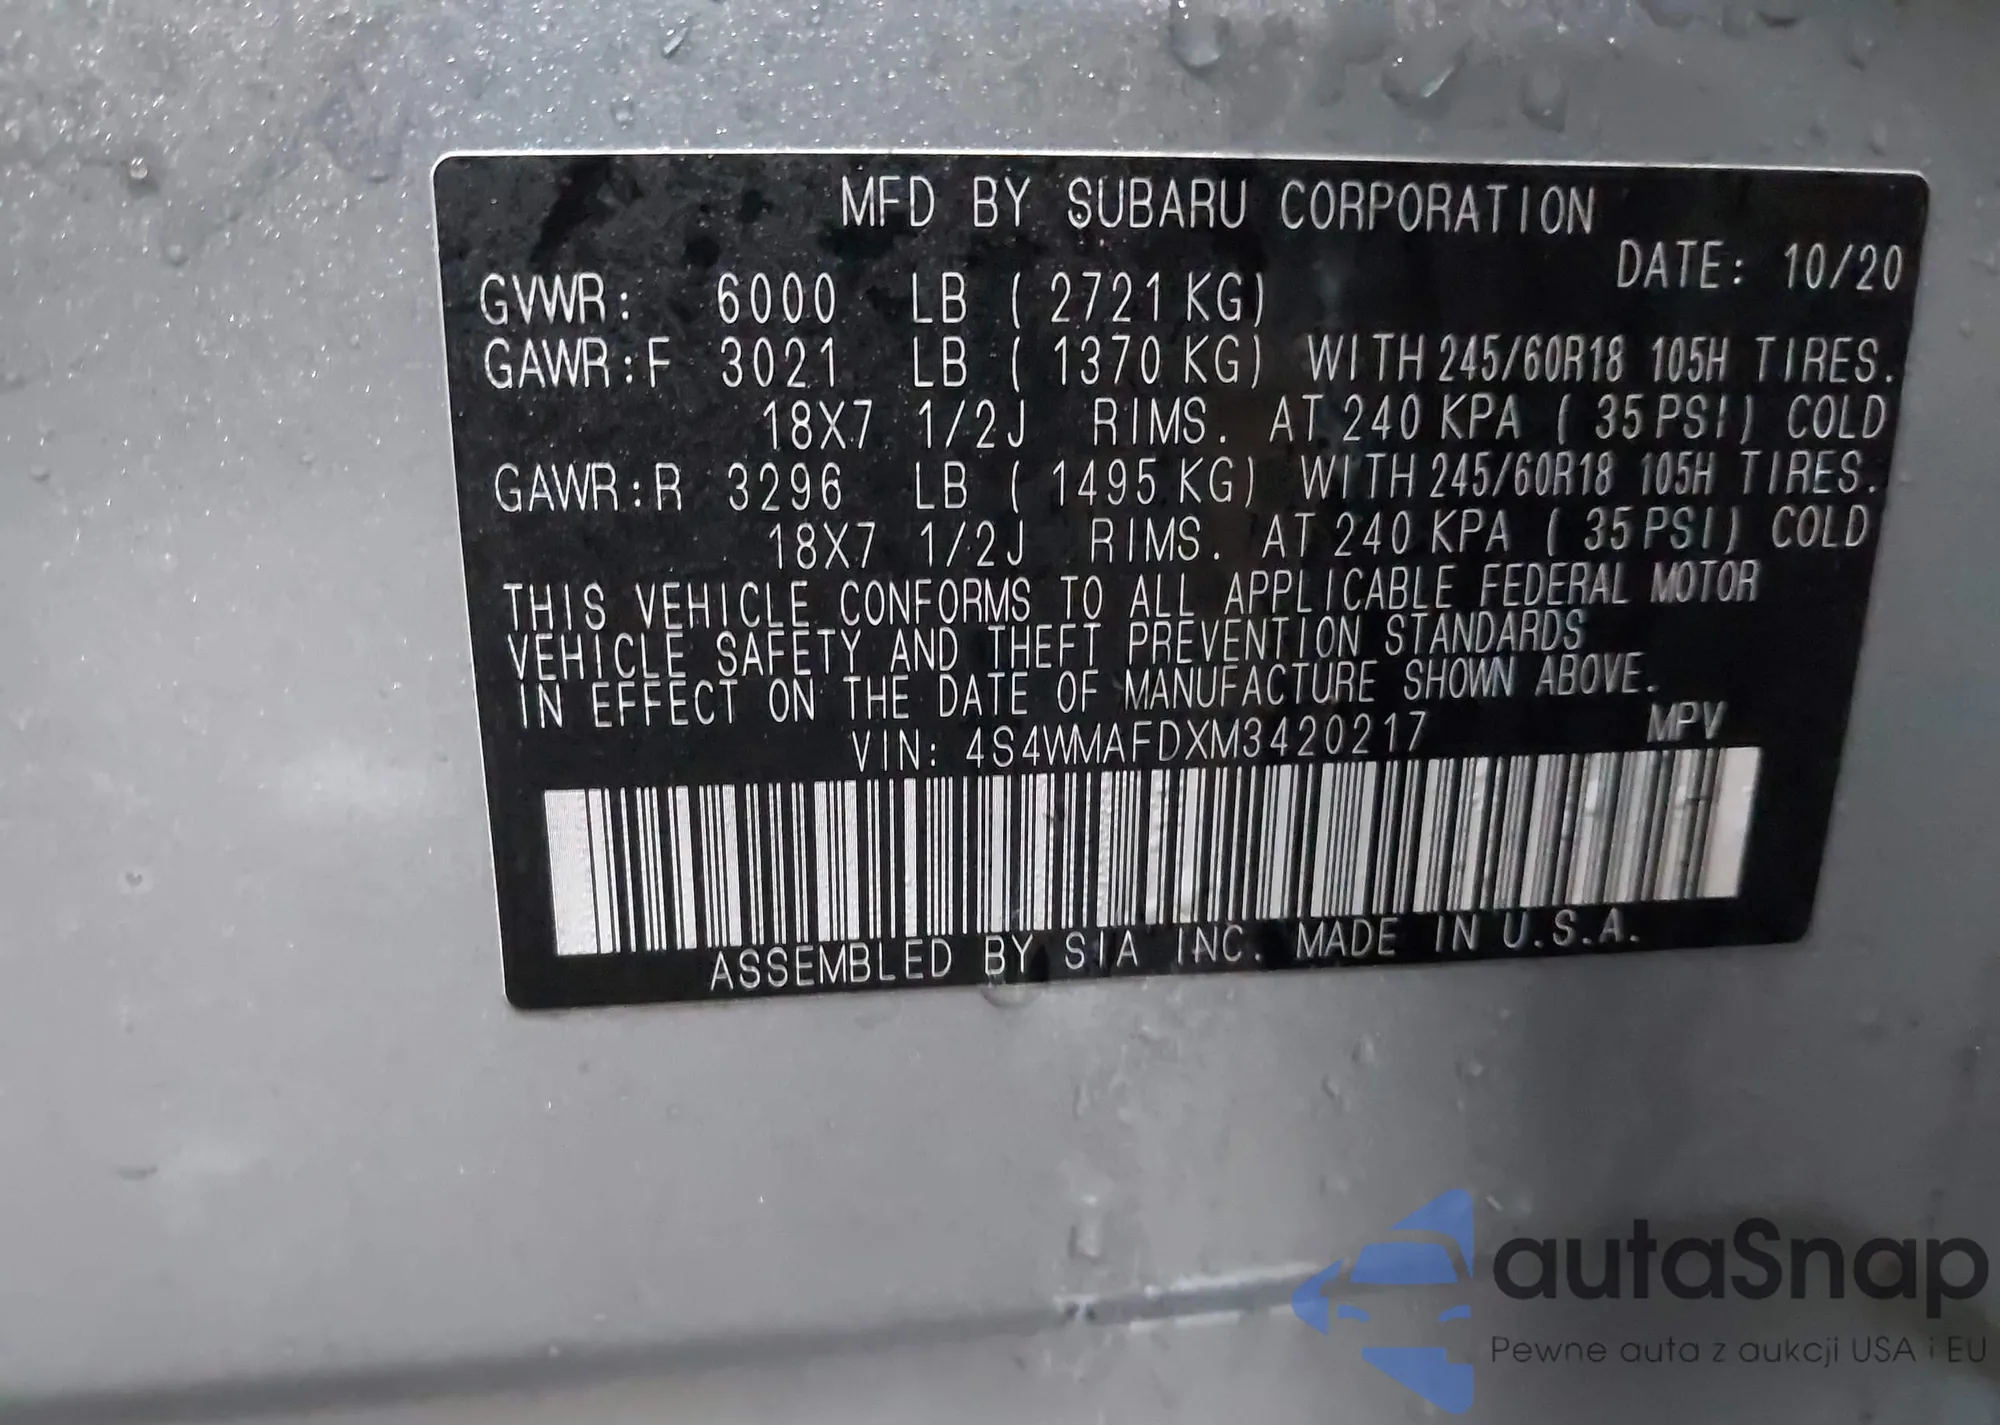 MFD BY SUBARU CORPORATION
DATE: 10/20
GVWR: 6000 LB ( 2721 KG)
GAWR:F 3021 LB ( 1370 KG) WITH 245/60R18 105H TIRES.
18X7 1/2J RIMS. AT 240 KPA ( 35 PSI) COLD
GAWR:R 3296 LB ( 1495 KG) WITH 245/60R18 105H TIRES.
18X7 1/2J RIMS. AT 240 KPA ( 35 PSI) COLD
THIS VEHICLE CONFORMS TO ALL APPLICABLE FEDERAL MOTOR
VEHICLE SAFETY AND THEFT PREVENTION STANDARDS
IN EFFECT ON THE DATE OF MANUFACTURE SHOWN ABOVE.
VIN: 4S4WMAFDXM3420217 MPV
ASSEMBLED BY SIA INC. MADE IN U.S.A.
autaSnap
Pewne auta z aukcji USA i EU